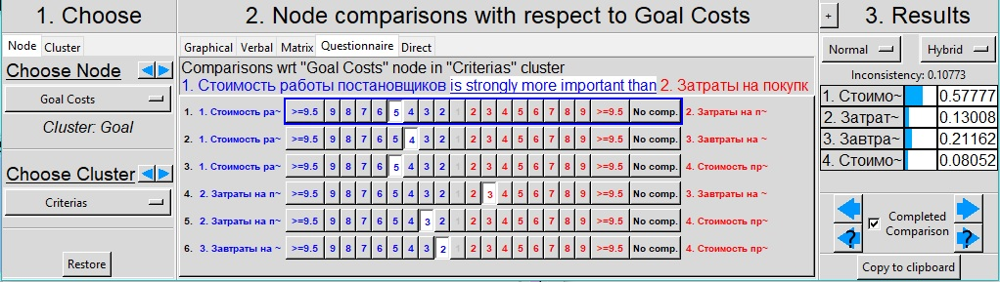 1. Choose
2. Node comparisons with respect to Goal Costs
+
3. Results
Node Cluster
Graphical Verbal Matrix Questionnaire Direct
Normal Hybrid
Choose Node
Comparisons wrt "Goal Costs" node in "Criterias" cluster
1. Стоимость работы постановщиков is strongly more important than 2. Затраты на покупк
Inconsistency: 0.10773
Goal Costs
Cluster: Goal
Choose Cluster
Criterias
Restore
1. 1. Стоимость ра~ >=9.5 9 8 7 6 5 4 3 2 1 2 3 4 5 6 7 8 9 >=9.5 No comp. 2. Затраты на п~
2. 1. Стоимость ра~ >=9.5 9 8 7 6 5 4 3 2 1 2 3 4 5 6 7 8 9 >=9.5 No comp. 3. Завтраты на ~
3. 1. Стоимость ра~ >=9.5 9 8 7 6 5 4 3 2 1 2 3 4 5 6 7 8 9 >=9.5 No comp. 4. Стоимость пр~
4. 2. Затраты на п~ >=9.5 9 8 7 6 5 4 3 2 1 2 3 4 5 6 7 8 9 >=9.5 No comp. 3. Завтраты на ~
5. 2. Затраты на п~ >=9.5 9 8 7 6 5 4 3 2 1 2 3 4 5 6 7 8 9 >=9.5 No comp. 4. Стоимость пр~
6. 3. Завтраты на ~ >=9.5 9 8 7 6 5 4 3 2 1 2 3 4 5 6 7 8 9 >=9.5 No comp. 4. Стоимость пр~
1. Стоимо~ 0.57777
2. Затрат~ 0.13008
3. Завтра~ 0.21162
4. Стоимо~ 0.08052
Completed
Comparison
? ?
Copy to clipboard